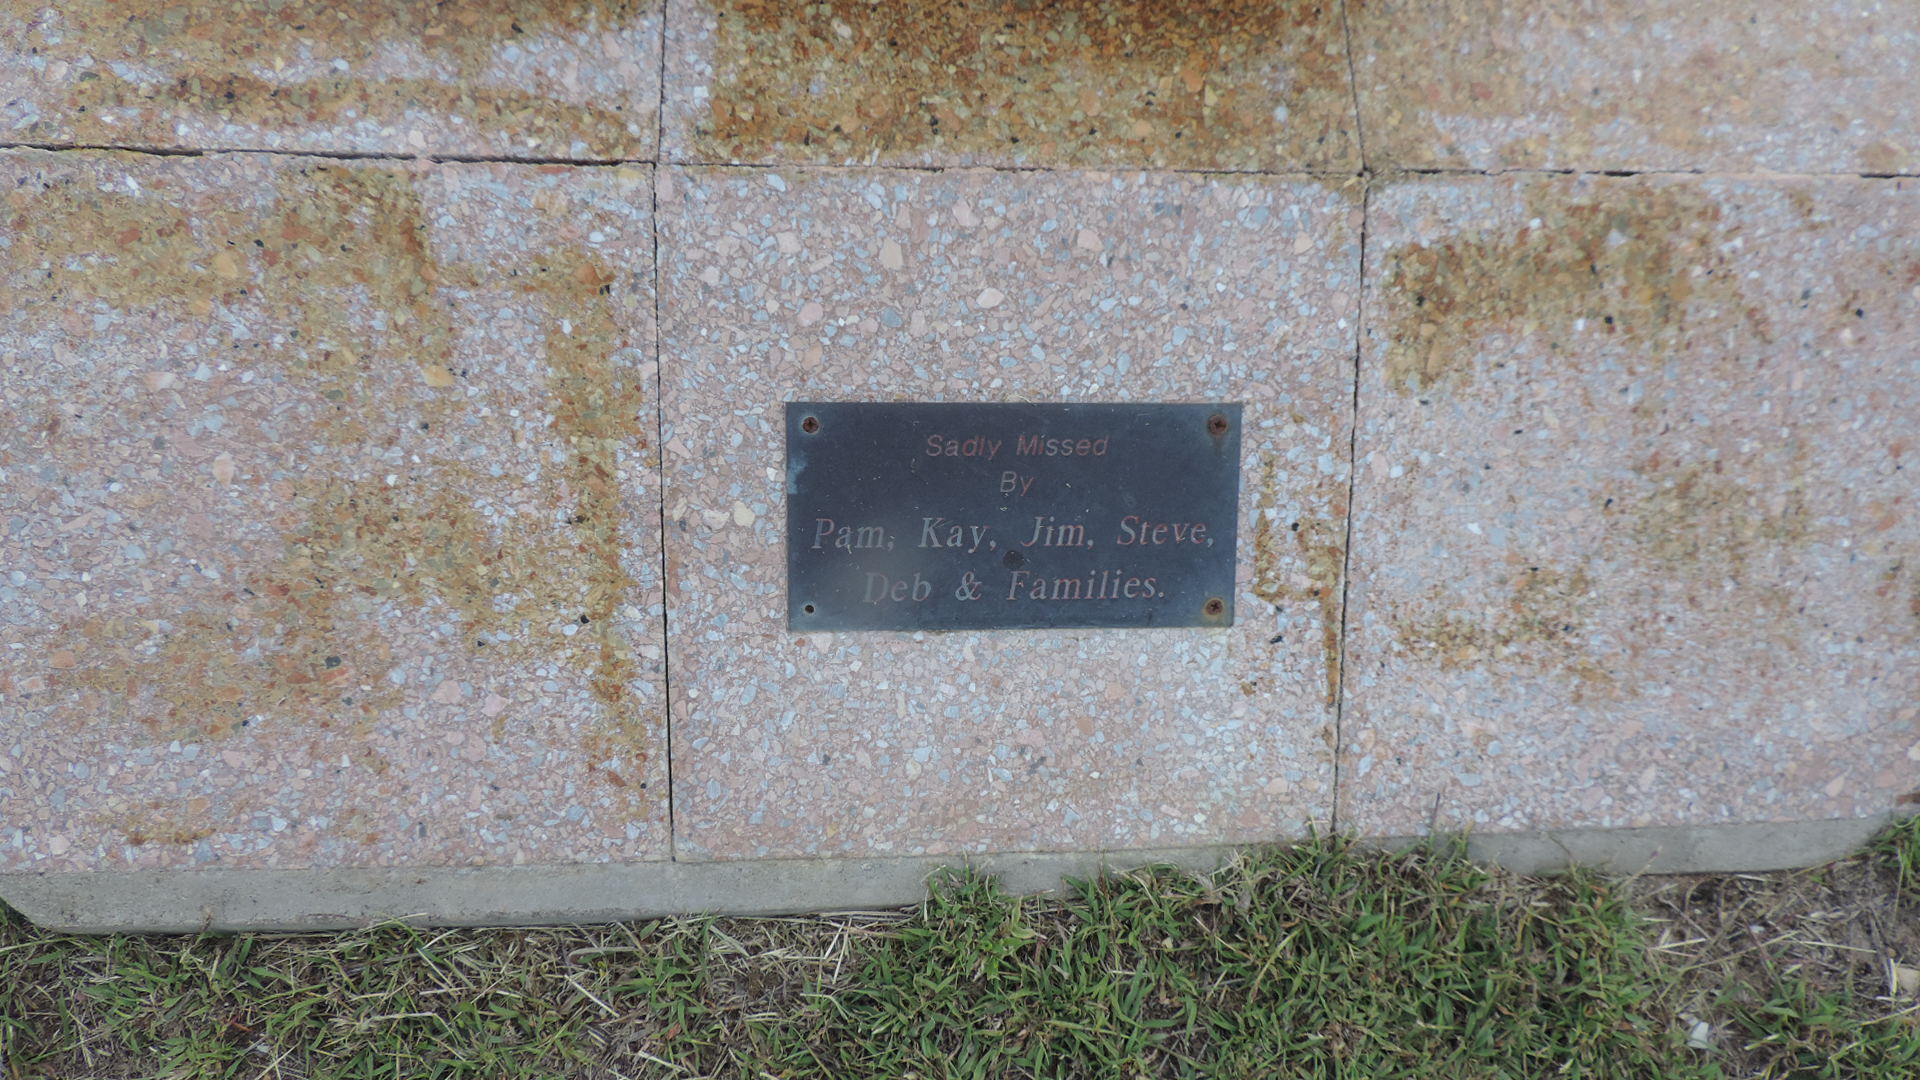 Sadly Missed
By
Pam, Kay, Jim, Steve,
Deb & Families.